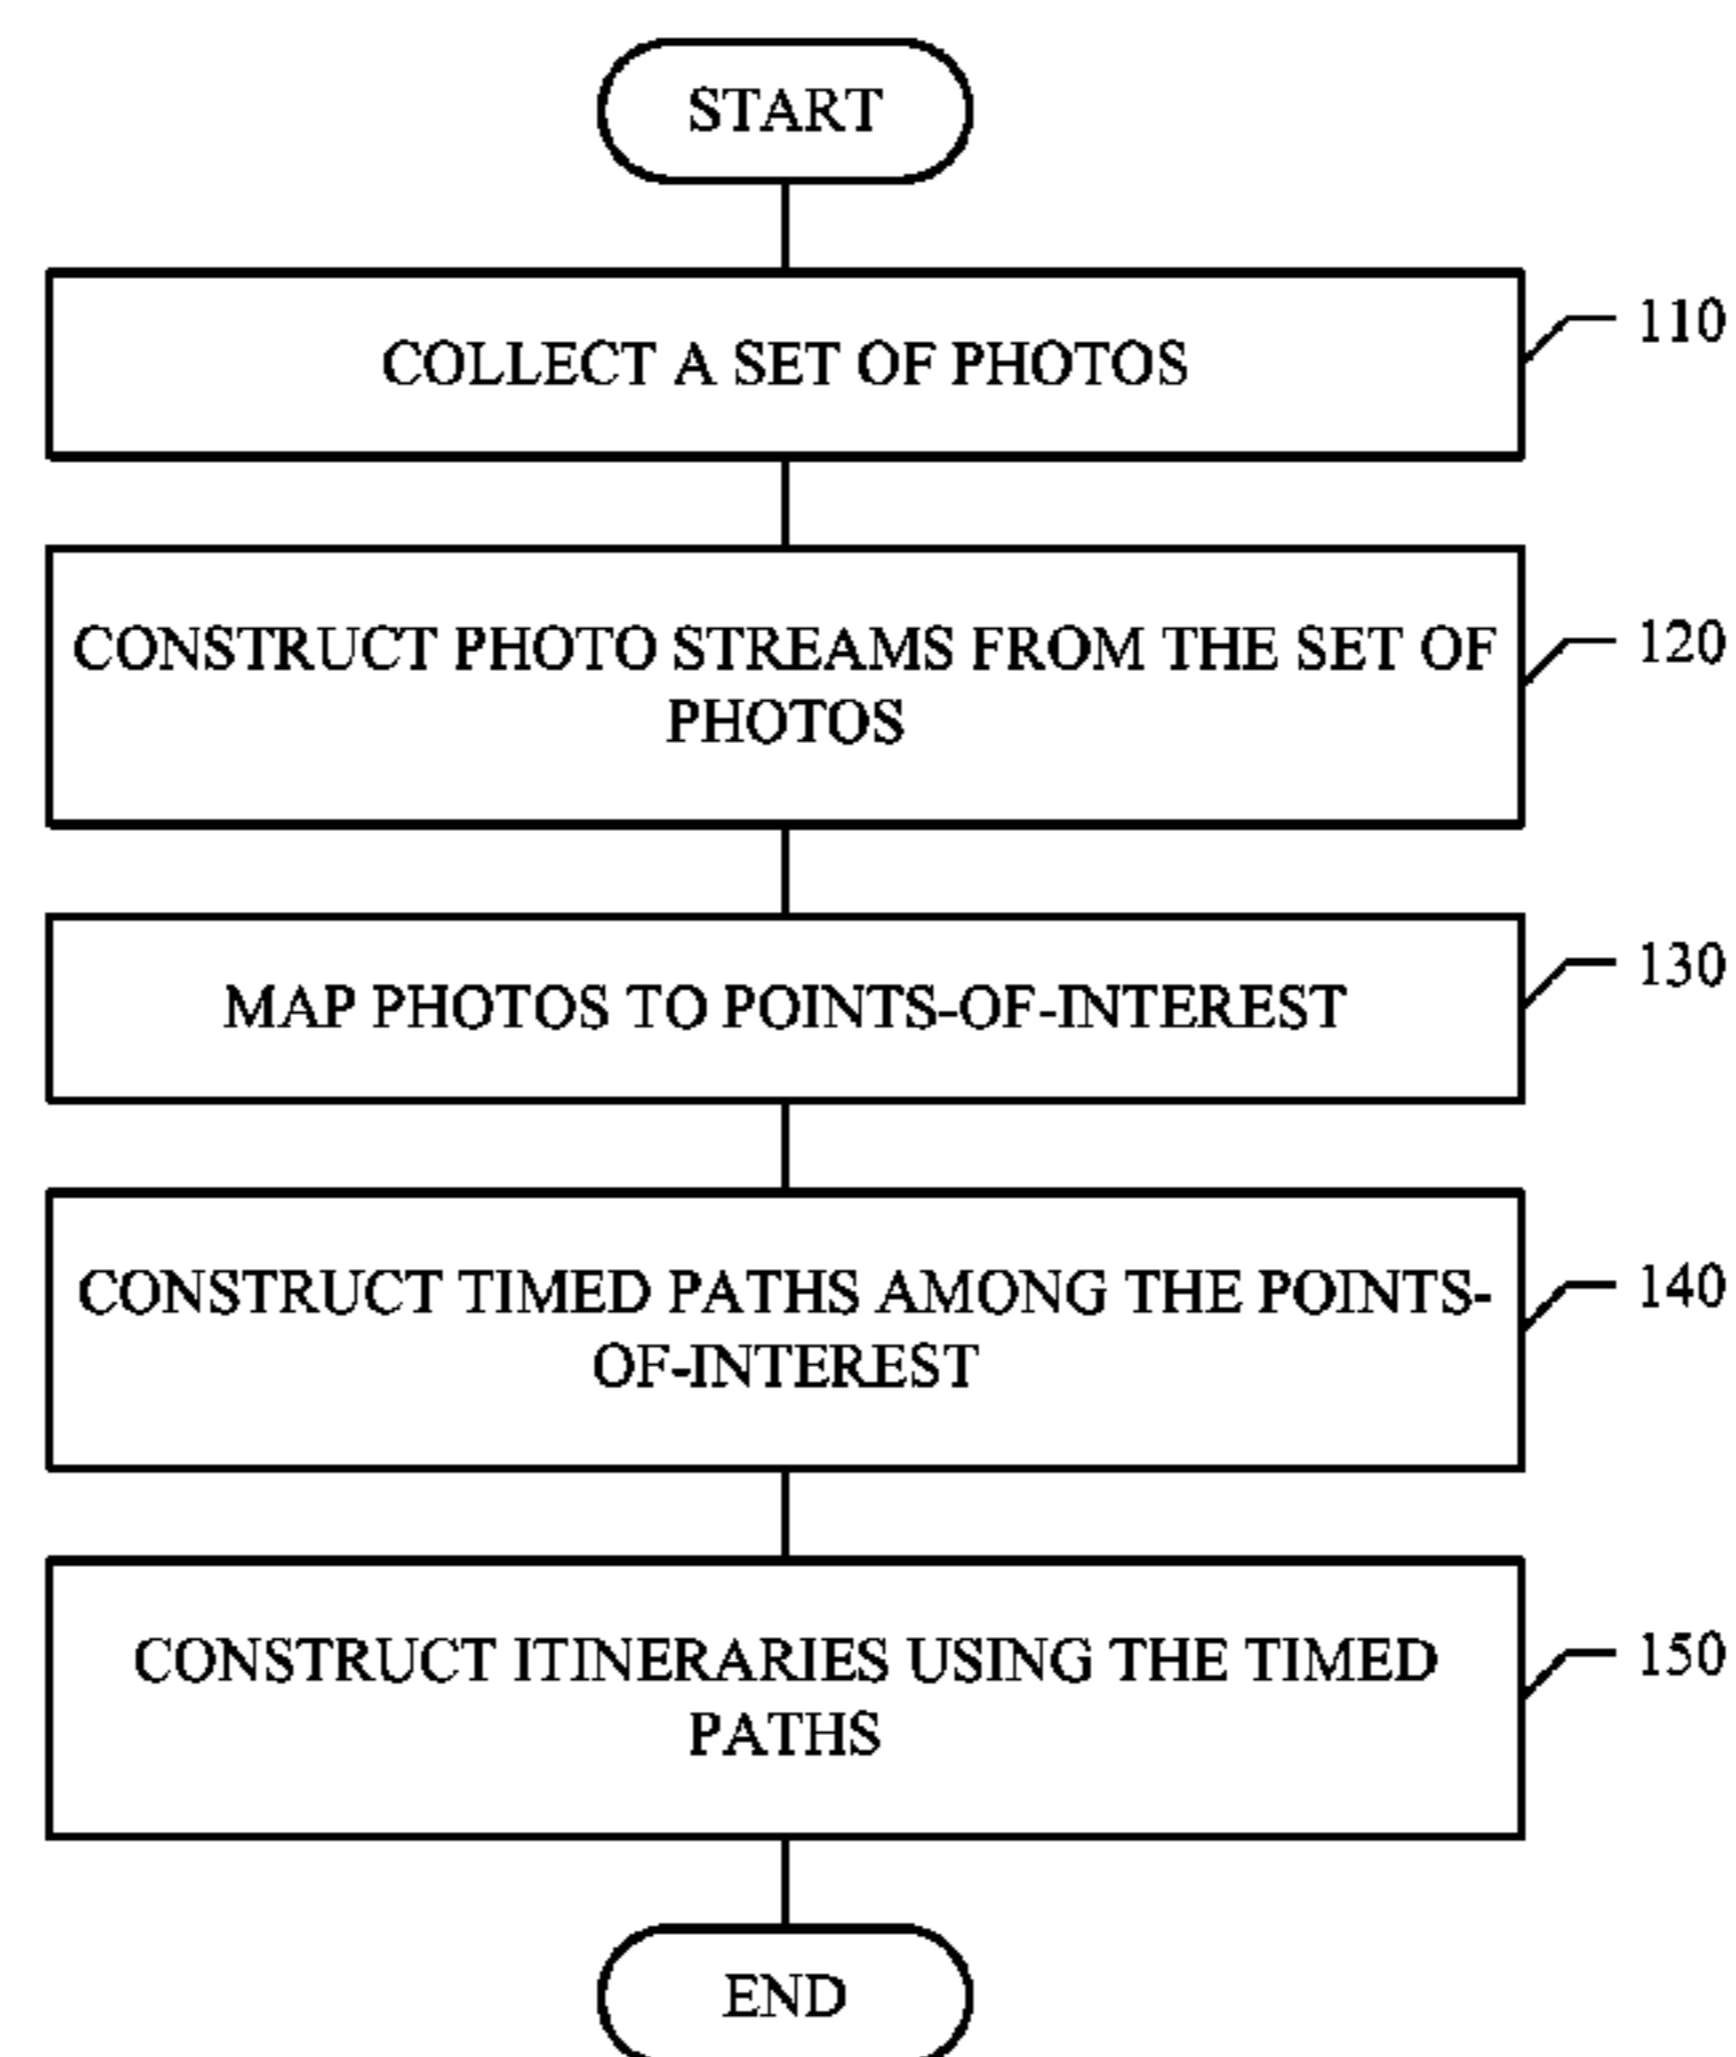 START
COLLECT A SET OF PHOTOS
110
CONSTRUCT PHOTO STREAMS FROM THE SET OF
PHOTOS
120
MAP PHOTOS TO POINTS-OF-INTEREST
130
CONSTRUCT TIMED PATHS AMONG THE POINTS-
OF-INTEREST
140
CONSTRUCT ITINERARIES USING THE TIMED
PATHS
150
END